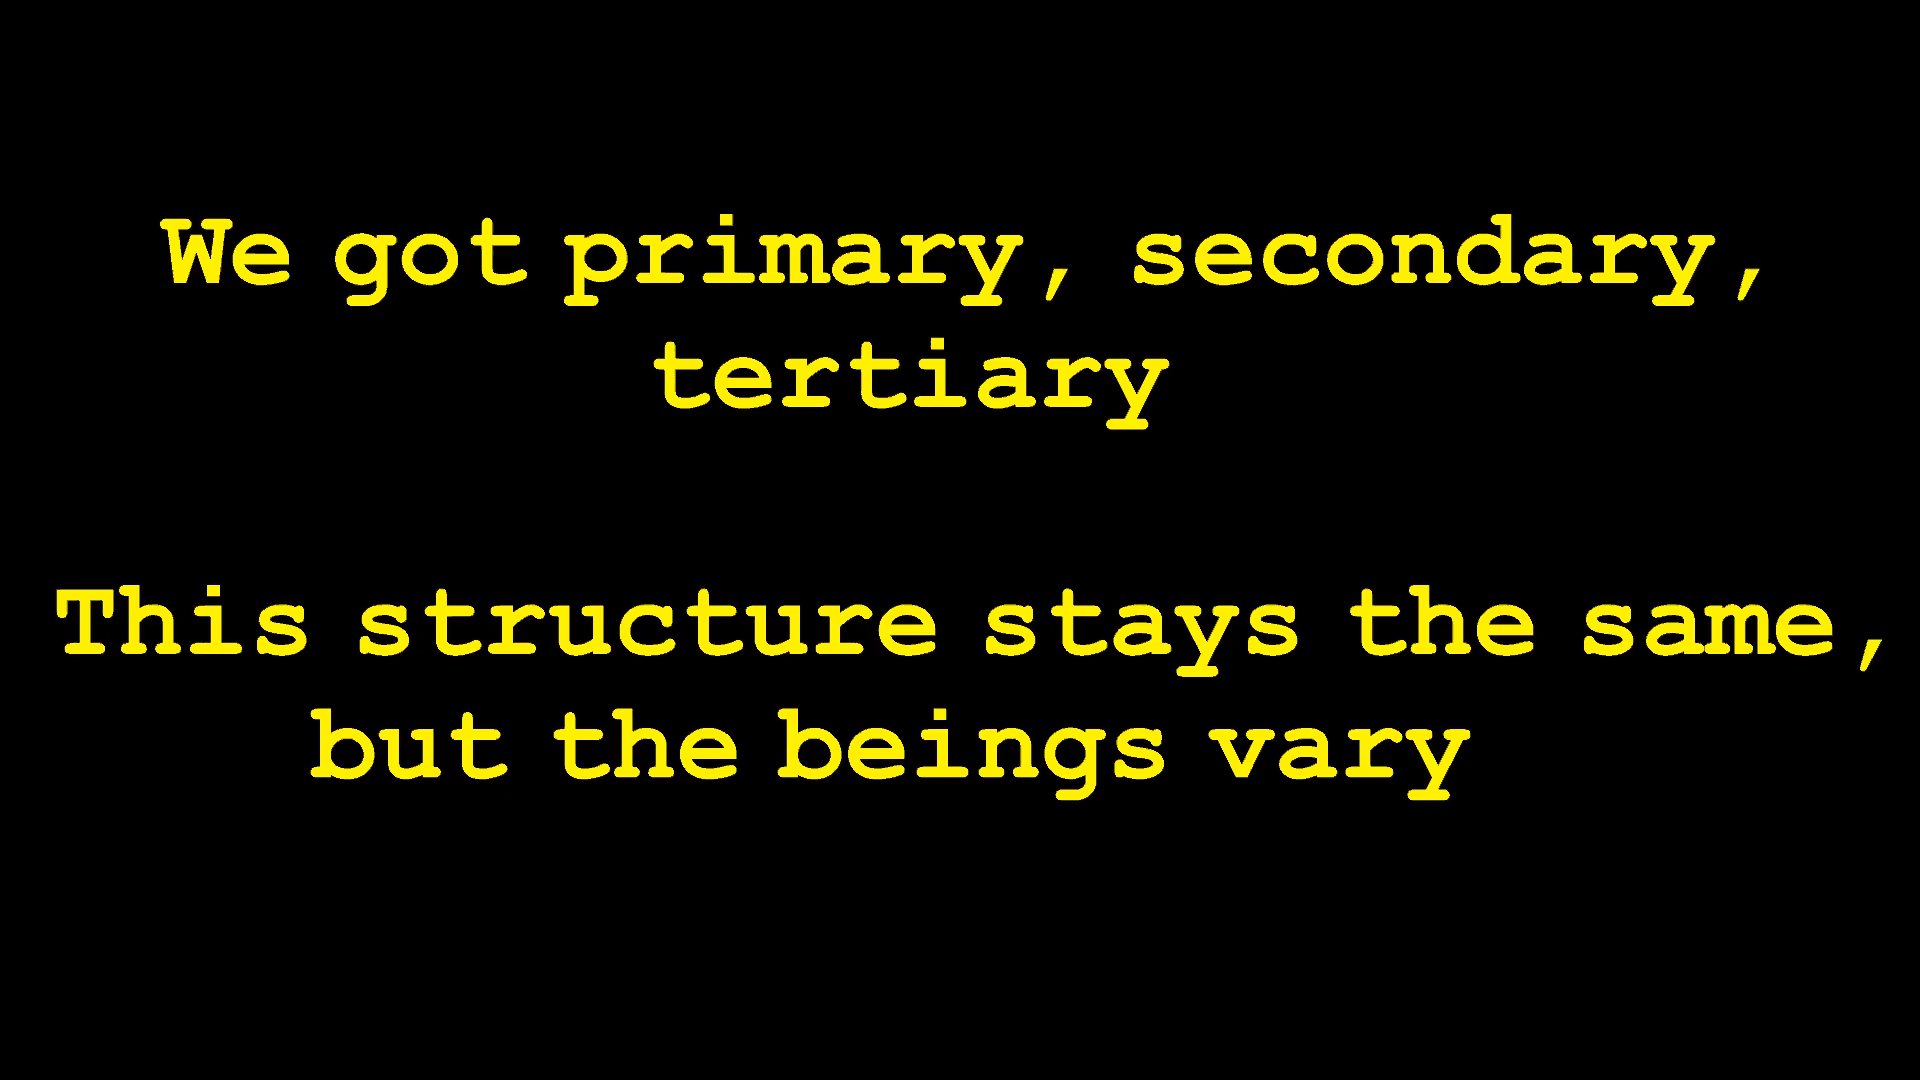 We got primary, secondary,
tertiary
This structure stays the same,
but the beings vary